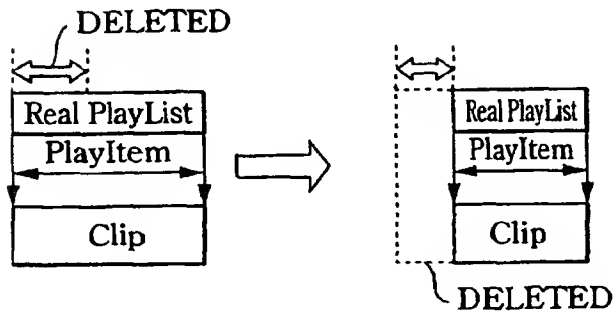 DELETED
Real PlayList
PlayItem
Clip
Real PlayList
PlayItem
Clip
DELETED